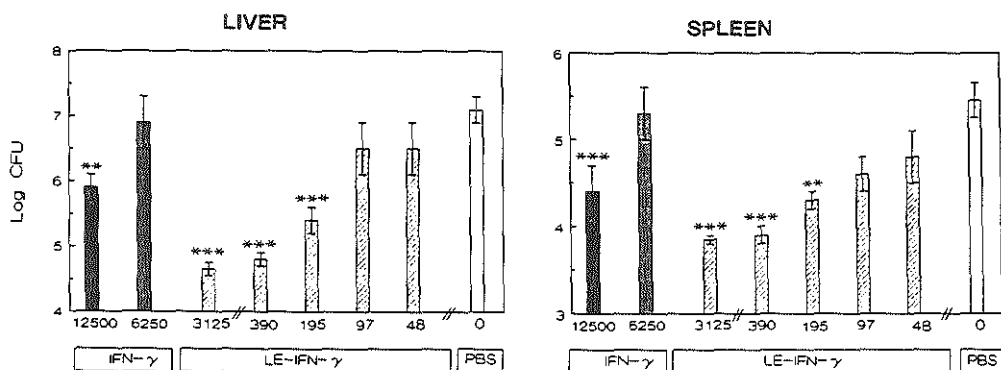 LIVER
Log CFU
8
7
6
5
4
**
***
***
***
12500 6250 3125 // 390 195 97 48 // 0
IFN-γ LE-IFN-γ PBS
SPLEEN
6
5
4
3
***
***
***
**
12500 6250 3125 // 390 195 97 48 // 0
IFN-γ LE-IFN-γ PBS